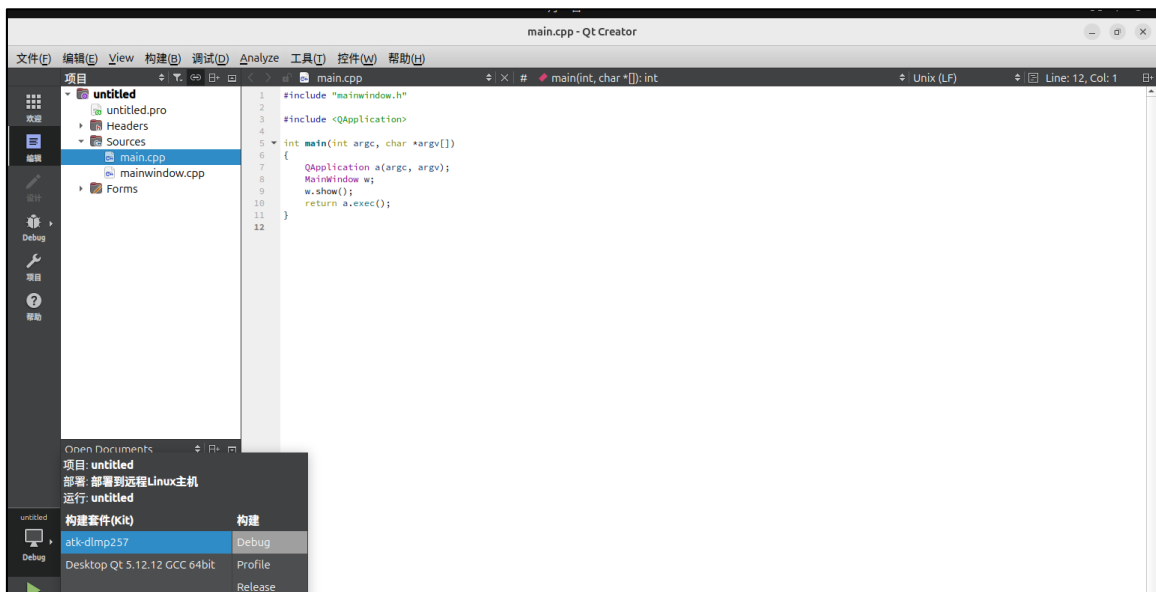 main.cpp - Qt Creator
文件(F) 编辑(E) View 构建(B) 调试(D) Analyze 工具(T) 控件(W) 帮助(H)
项目
main.cpp
# main(int, char *[]): int
Unix (LF)
Line: 12, Col: 1
欢迎
编辑
设计
Debug
项目
帮助
untitled
untitled.pro
Headers
Sources
main.cpp
mainwindow.cpp
Forms
1 #include "mainwindow.h"
2
3 #include <QApplication>
4
5 int main(int argc, char *argv[])
6 {
7     QApplication a(argc, argv);
8     MainWindow w;
9     w.show();
10     return a.exec();
11 }
12
Open Documents
项目: untitled
部署: 部署到远程Linux主机
运行: untitled
构建套件(Kit) 构建
atk-dlmp257 Debug
Desktop Qt 5.12.12 GCC 64bit Profile
Release
untitled
Debug